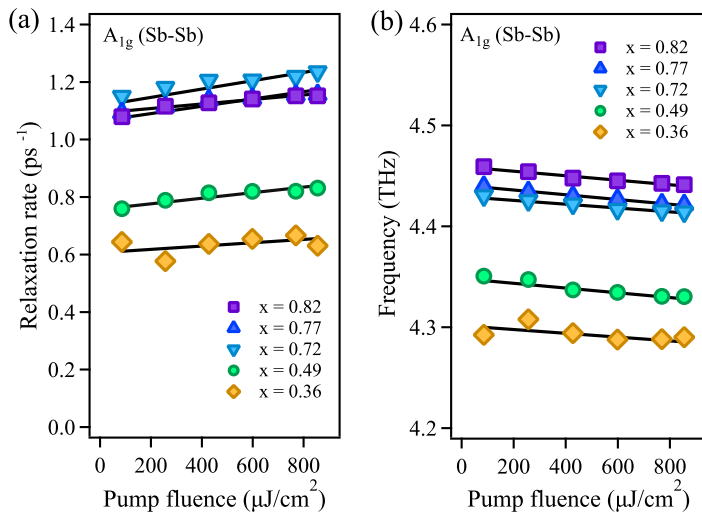 (a)
A1g (Sb-Sb)
1.4
1.2
1.0
0.8
0.6
0.4
0.2
0.0
Relaxation rate (ps⁻¹)
x = 0.82
x = 0.77
x = 0.72
x = 0.49
x = 0.36
0 200 400 600 800
Pump fluence (μJ/cm²)
(b)
A1g (Sb-Sb)
4.6
4.5
4.4
4.3
4.2
Frequency (THz)
x = 0.82
x = 0.77
x = 0.72
x = 0.49
x = 0.36
0 200 400 600 800
Pump fluence (μJ/cm²)